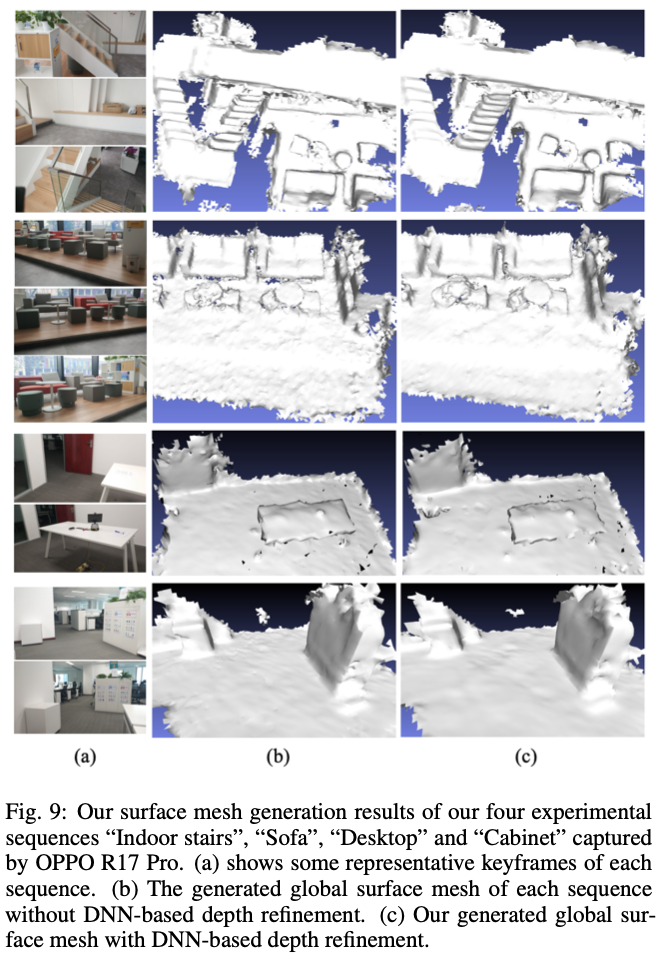 (a)
(b)
(c)
Fig. 9: Our surface mesh generation results of our four experimental
sequences “Indoor stairs”, “Sofa”, “Desktop” and “Cabinet” captured
by OPPO R17 Pro. (a) shows some representative keyframes of each
sequence. (b) The generated global surface mesh of each sequence
without DNN-based depth refinement. (c) Our generated global sur-
face mesh with DNN-based depth refinement.